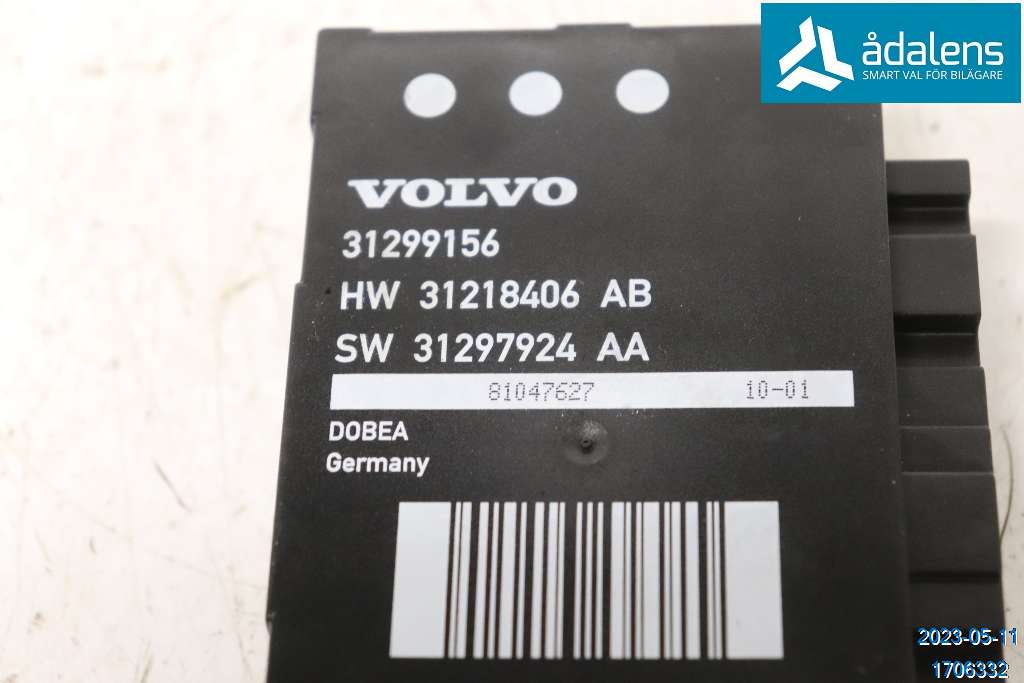 ådalens
SMART VAL FÖR BILÄGARE
VOLVO
31299156
HW 31218406 AB
SW 31297924 AA
81047627 10-01
DOBEA
Germany
2023-05-11
1706332